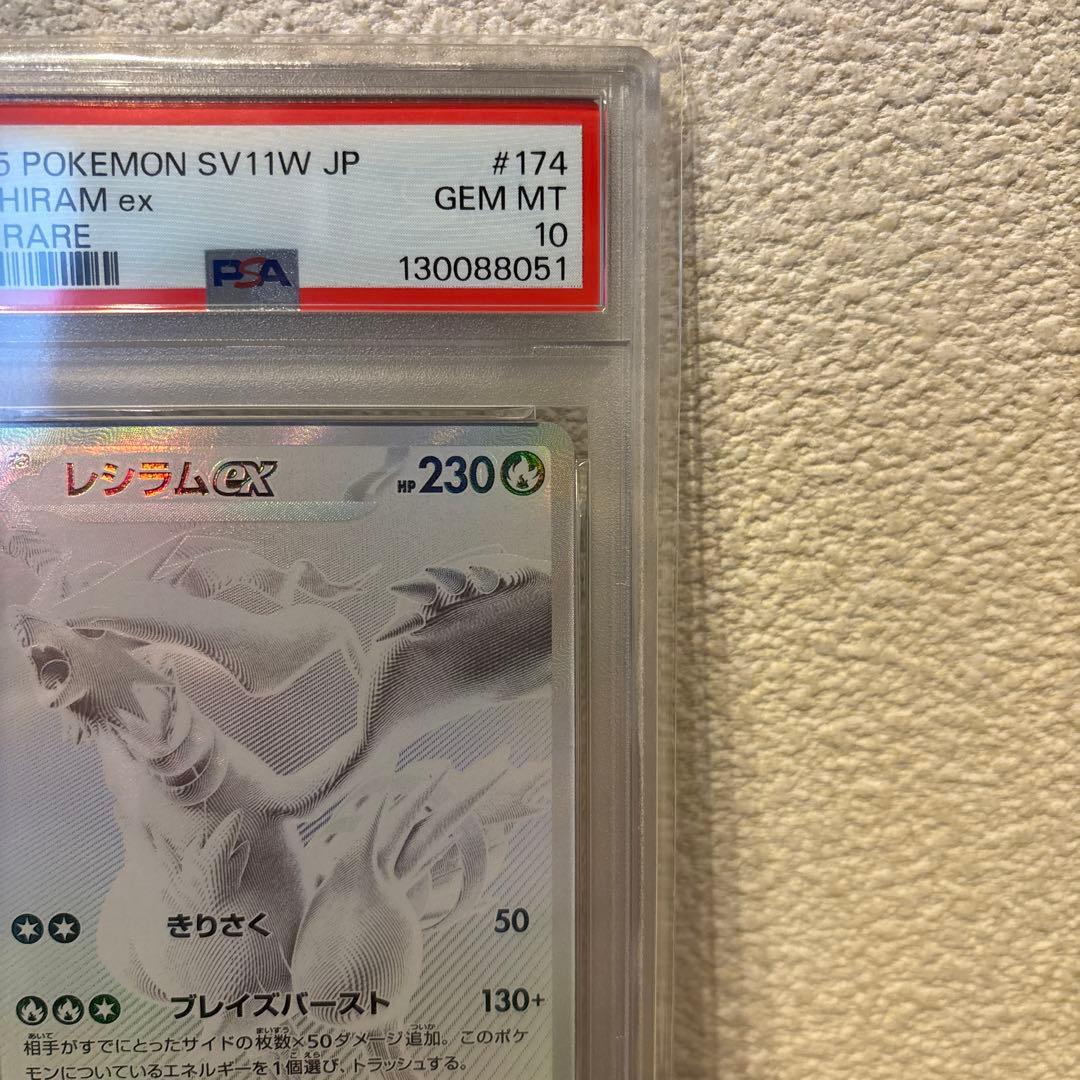 5 POKEMON SV11W JP #174
HIRAM ex GEM MT
RARE 10
PSA 130088051
レシラムex HP 230
きりさく 50
ブレイズバースト 130+
相手がすでにとったサイドの枚数×50ダメージ追加。このポケ
モンについているエネルギーを1個選び、トラッシュする。